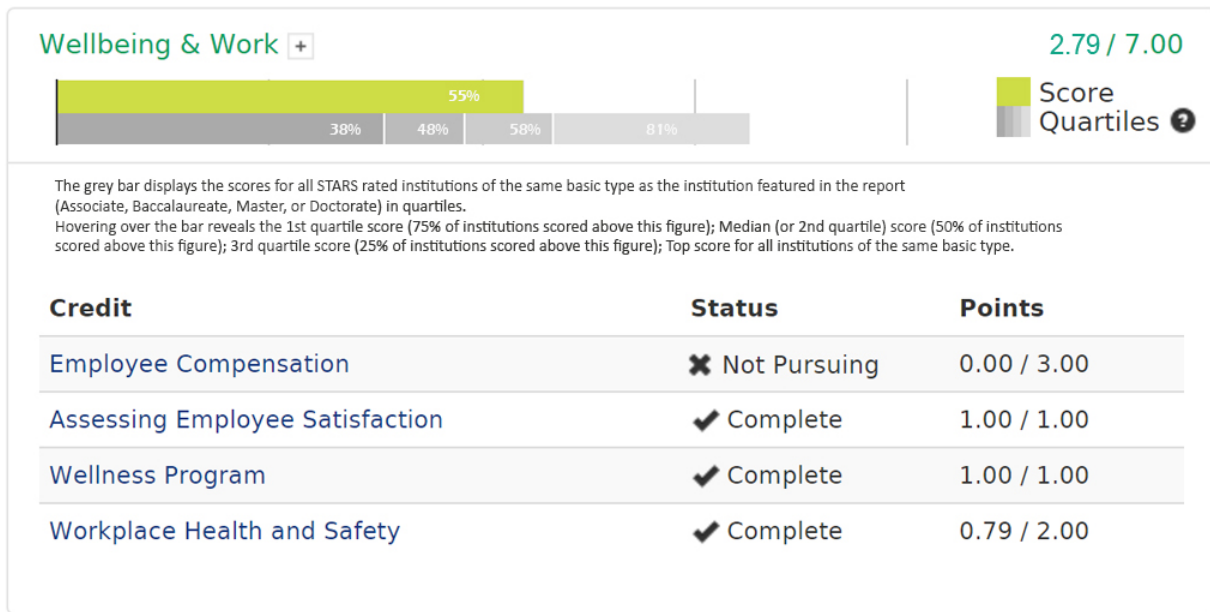 Wellbeing & Work +
2.79 / 7.00
55%
38% 48% 58% 81%
Score
Quartiles ?
The grey bar displays the scores for all STARS rated institutions of the same basic type as the institution featured in the report
(Associate, Baccalaureate, Master, or Doctorate) in quartiles.
Hovering over the bar reveals the 1st quartile score (75% of institutions scored above this figure); Median (or 2nd quartile) score (50% of institutions
scored above this figure); 3rd quartile score (25% of institutions scored above this figure); Top score for all institutions of the same basic type.
Credit Status Points
Employee Compensation Not Pursuing 0.00 / 3.00
Assessing Employee Satisfaction Complete 1.00 / 1.00
Wellness Program Complete 1.00 / 1.00
Workplace Health and Safety Complete 0.79 / 2.00